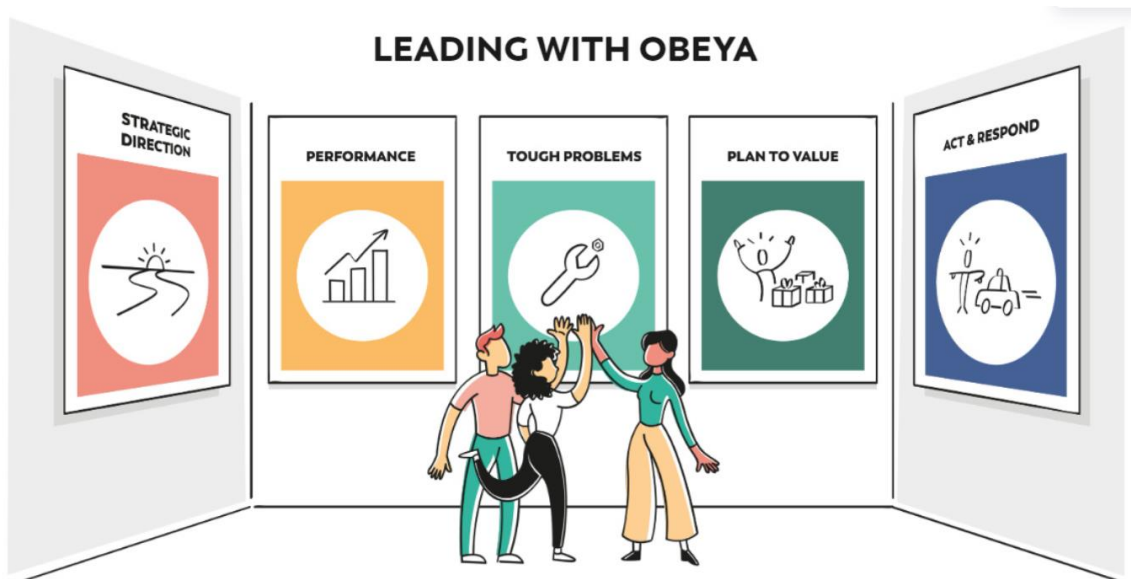 LEADING WITH OBEYA
STRATEGIC
DIRECTION
PERFORMANCE
TOUGH PROBLEMS
PLAN TO VALUE
ACT & RESPOND